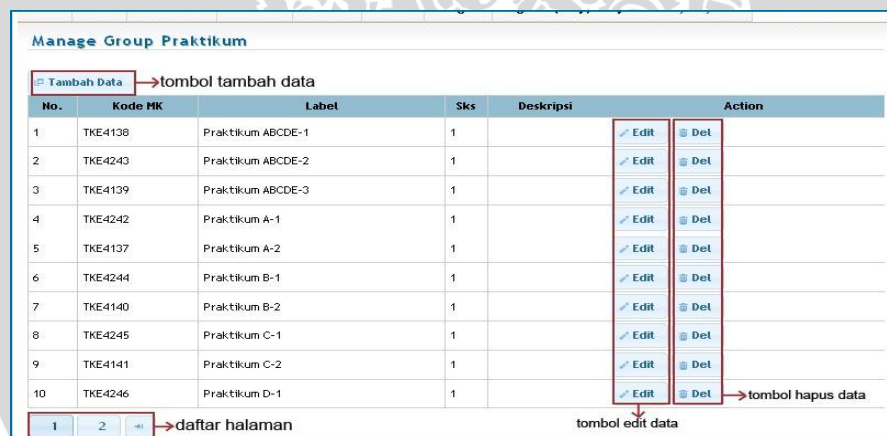 Manage Group Praktikum
Tambah Data tombol tambah data
No. Kode MK Label Sks Deskripsi Action
1 TKE4138 Praktikum ABCDE-1 1 Edit Del
2 TKE4243 Praktikum ABCDE-2 1 Edit Del
3 TKE4139 Praktikum ABCDE-3 1 Edit Del
4 TKE4242 Praktikum A-1 1 Edit Del
5 TKE4137 Praktikum A-2 1 Edit Del
6 TKE4244 Praktikum B-1 1 Edit Del
7 TKE4140 Praktikum B-2 1 Edit Del
8 TKE4245 Praktikum C-1 1 Edit Del
9 TKE4141 Praktikum C-2 1 Edit Del
10 TKE4246 Praktikum D-1 1 Edit Del tombol hapus data
1 2 daftar halaman tombol edit data